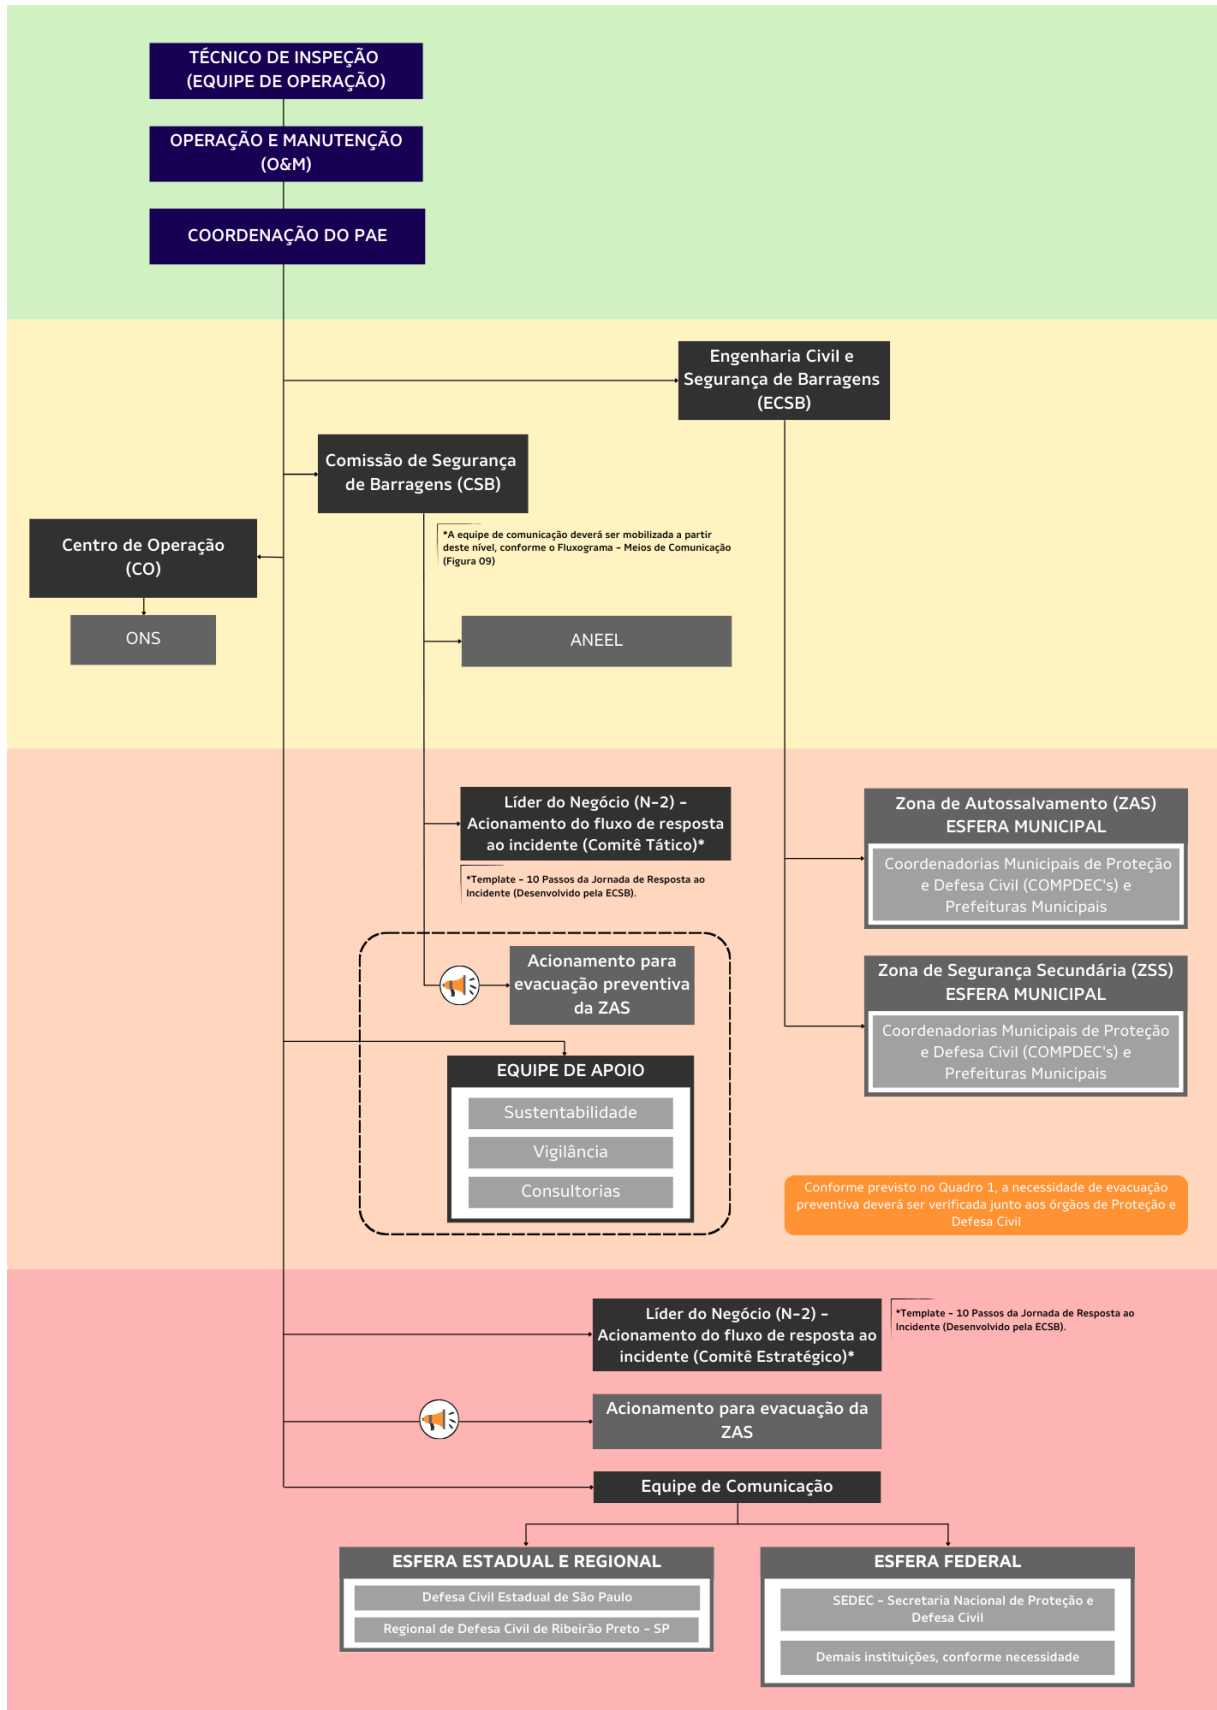 TÉCNICO DE INSPEÇÃO
(EQUIPE DE OPERAÇÃO)
OPERAÇÃO E MANUTENÇÃO
(O&M)
COORDENAÇÃO DO PAE
Engenharia Civil e
Segurança de Barragens
(ECSB)
Comissão de Segurança
de Barragens (CSB)
*A equipe de comunicação deverá ser mobilizada a partir
deste nível, conforme o Fluxograma - Meios de Comunicação
(Figura 09)
Centro de Operação
(CO)
ONS
ANEEL
Líder do Negócio (N-2) -
Acionamento do fluxo de resposta
ao incidente (Comitê Tático)*
*Template - 10 Passos da Jornada de Resposta ao
Incidente (Desenvolvido pela ECSB).
Zona de Autossalvamento (ZAS)
ESFERA MUNICIPAL
Coordenadorias Municipais de Proteção
e Defesa Civil (COMPDEC's) e
Prefeituras Municipais
Acionamento para
evacuação preventiva
da ZAS
Zona de Segurança Secundária (ZSS)
ESFERA MUNICIPAL
Coordenadorias Municipais de Proteção
e Defesa Civil (COMPDEC's) e
Prefeituras Municipais
EQUIPE DE APOIO
Sustentabilidade
Vigilância
Consultorias
Conforme previsto no Quadro 1, a necessidade de evacuação
preventiva deverá ser verificada junto aos órgãos de Proteção e
Defesa Civil
Líder do Negócio (N-2) -
Acionamento do fluxo de resposta ao
incidente (Comitê Estratégico)*
*Template - 10 Passos da Jornada de Resposta ao
Incidente (Desenvolvido pela ECSB).
Acionamento para evacuação da
ZAS
Equipe de Comunicação
ESFERA ESTADUAL E REGIONAL
Defesa Civil Estadual de São Paulo
Regional de Defesa Civil de Ribeirão Preto - SP
ESFERA FEDERAL
SEDEC - Secretaria Nacional de Proteção e
Defesa Civil
Demais instituições, conforme necessidade